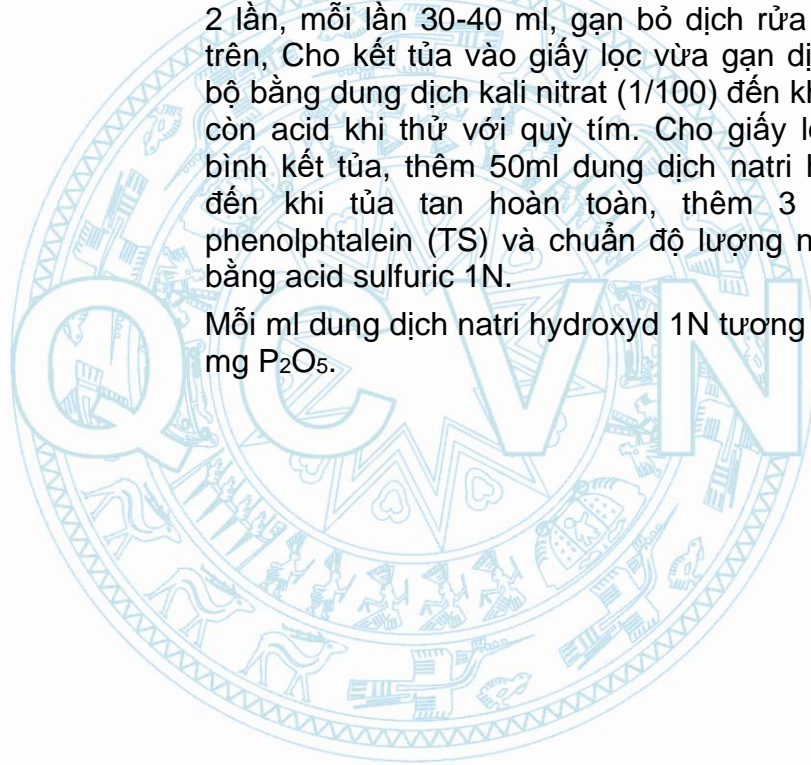 2 lần, mỗi lần 30-40 ml, gạn bỏ dịch rửa
trên, Cho kết tủa vào giấy lọc vừa gạn
bộ bằng dung dịch kali nitrat (1/100) đến
còn acid khi thử với quỳ tím. Cho giấy
bình kết tủa, thêm 50ml dung dịch natri
đến khi tủa tan hoàn toàn, thêm 3
phenolphtalein (TS) và chuẩn độ lượng
bằng acid sulfuric 1N.
Mỗi ml dung dịch natri hydroxyd 1N tương
mg P₂O₅.
QCVN